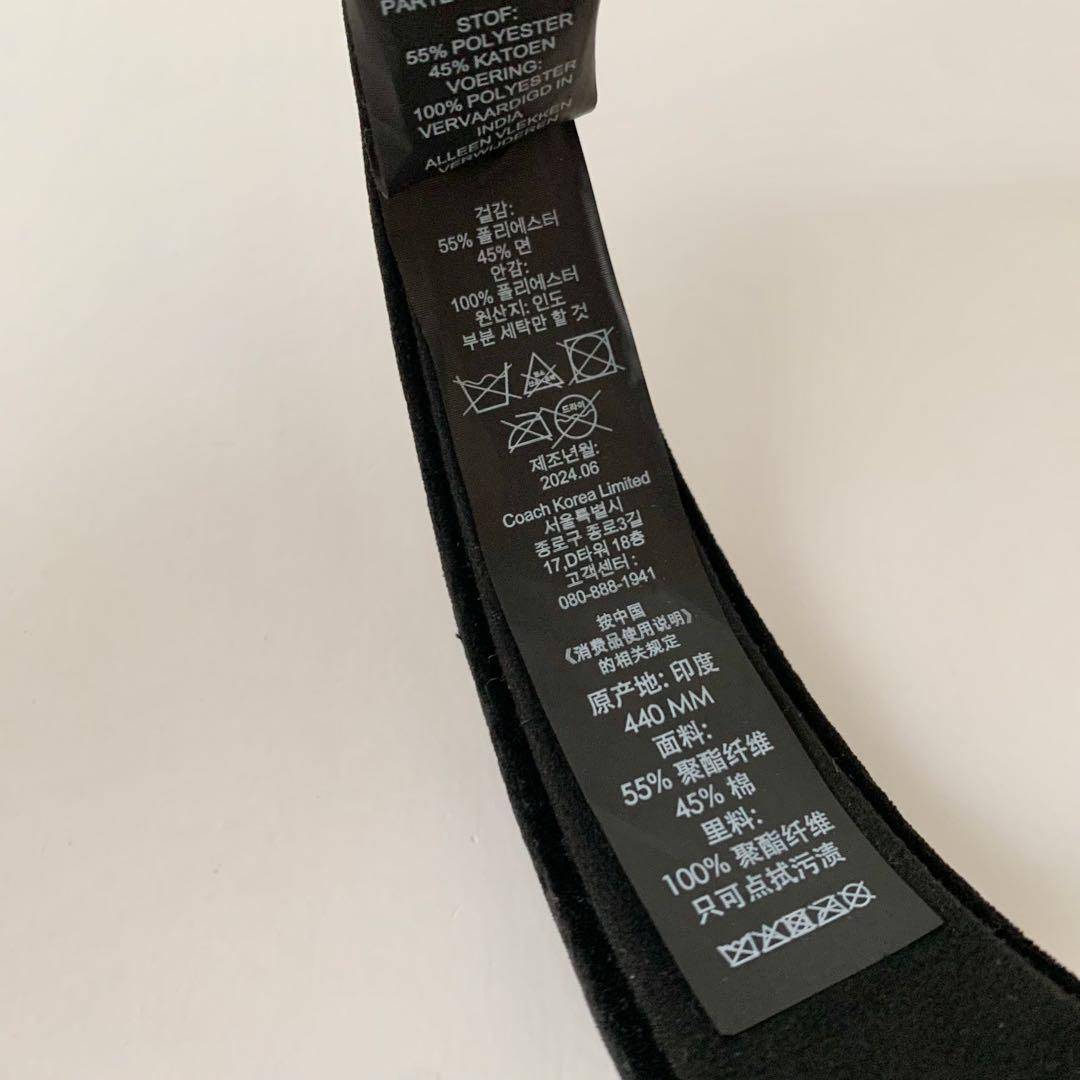 STOF:
55% POLYESTER
45% KATOEN
VOERING:
100% POLYESTER
VERVAARDIGD IN
INDIA
ALLEEN VLEKKEN
VERWIJDEREN
걸감:
55% 폴리에스터
45% 면
안감:
100% 폴리에스터
원산지: 인도
부분 세탁만 할 것
드라이
제조년월:
2024.06
Coach Korea Limited
서울특별시
종로구 종로3길
17,D타워 18층
고객센터 :
080-888-1941
按中国
《消费品使用说明》
的相关规定
原产地: 印度
440 MM
面料:
55% 聚酯纤维
45% 棉
里料:
100% 聚酯纤维
只可点拭污渍